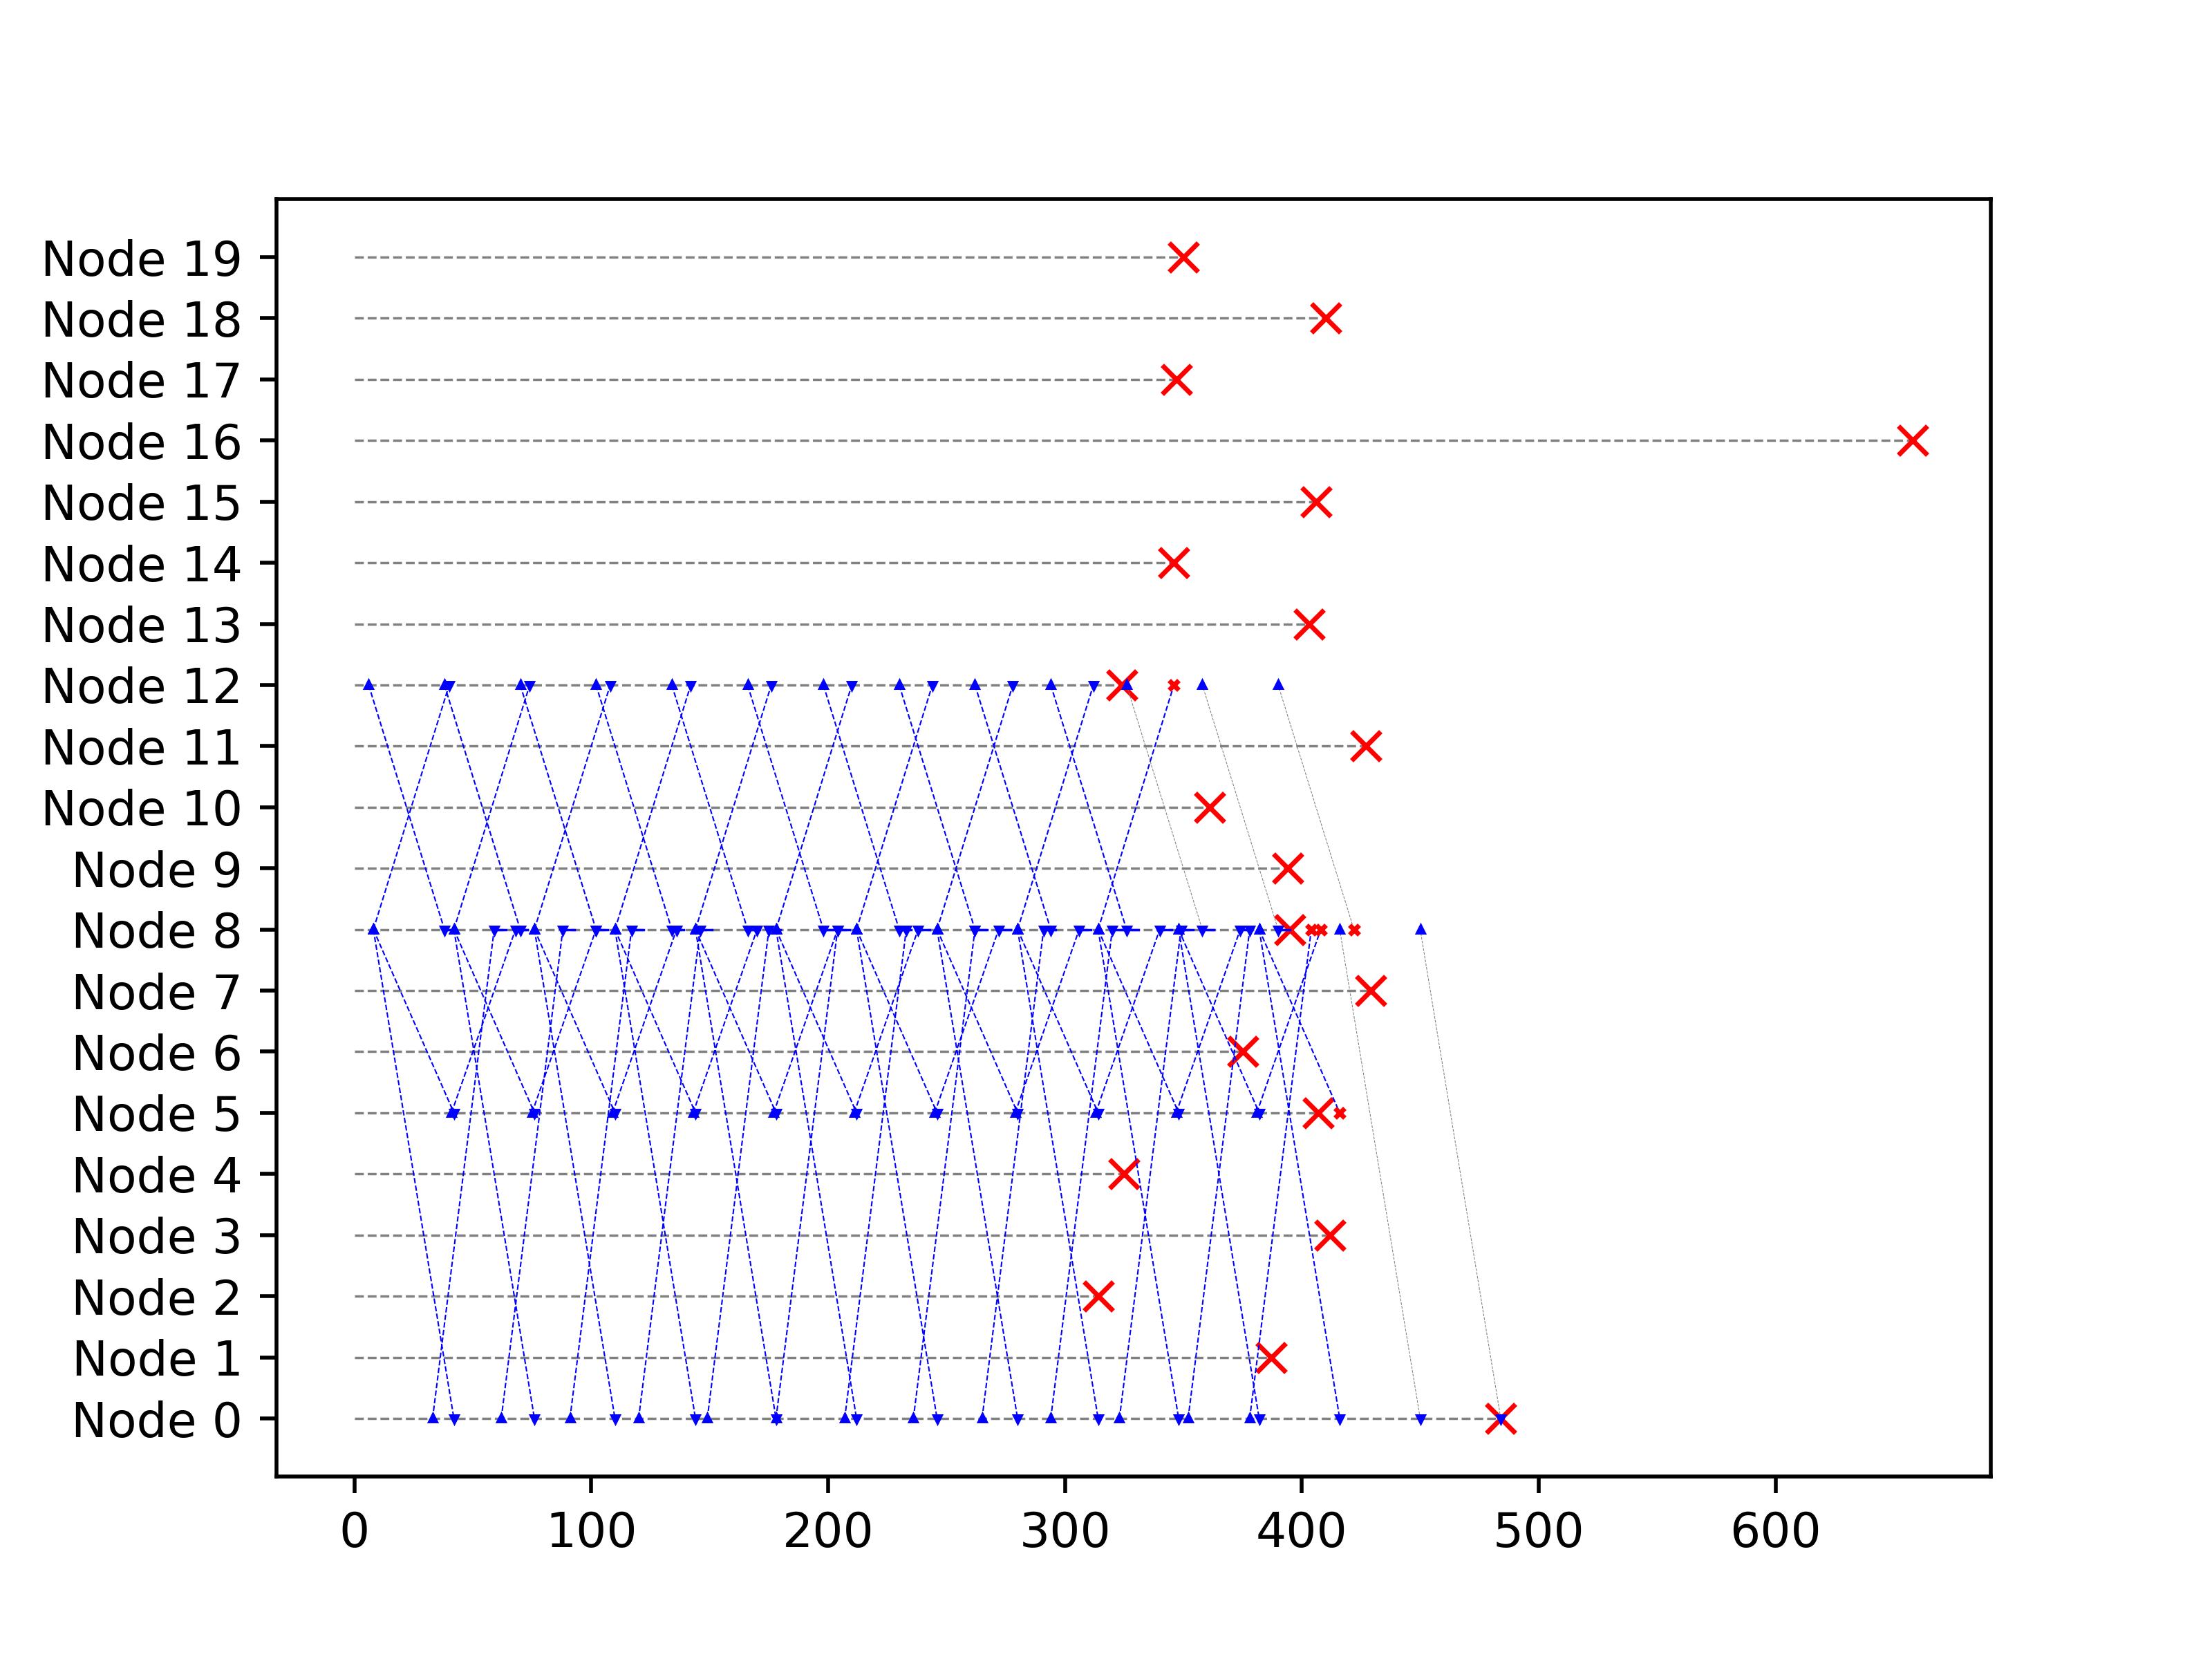 Node 19
Node 18
Node 17
Node 16
Node 15
Node 14
Node 13
Node 12
Node 11
Node 10
Node 9
Node 8
Node 7
Node 6
Node 5
Node 4
Node 3
Node 2
Node 1
Node 0
0 100 200 300 400 500 600